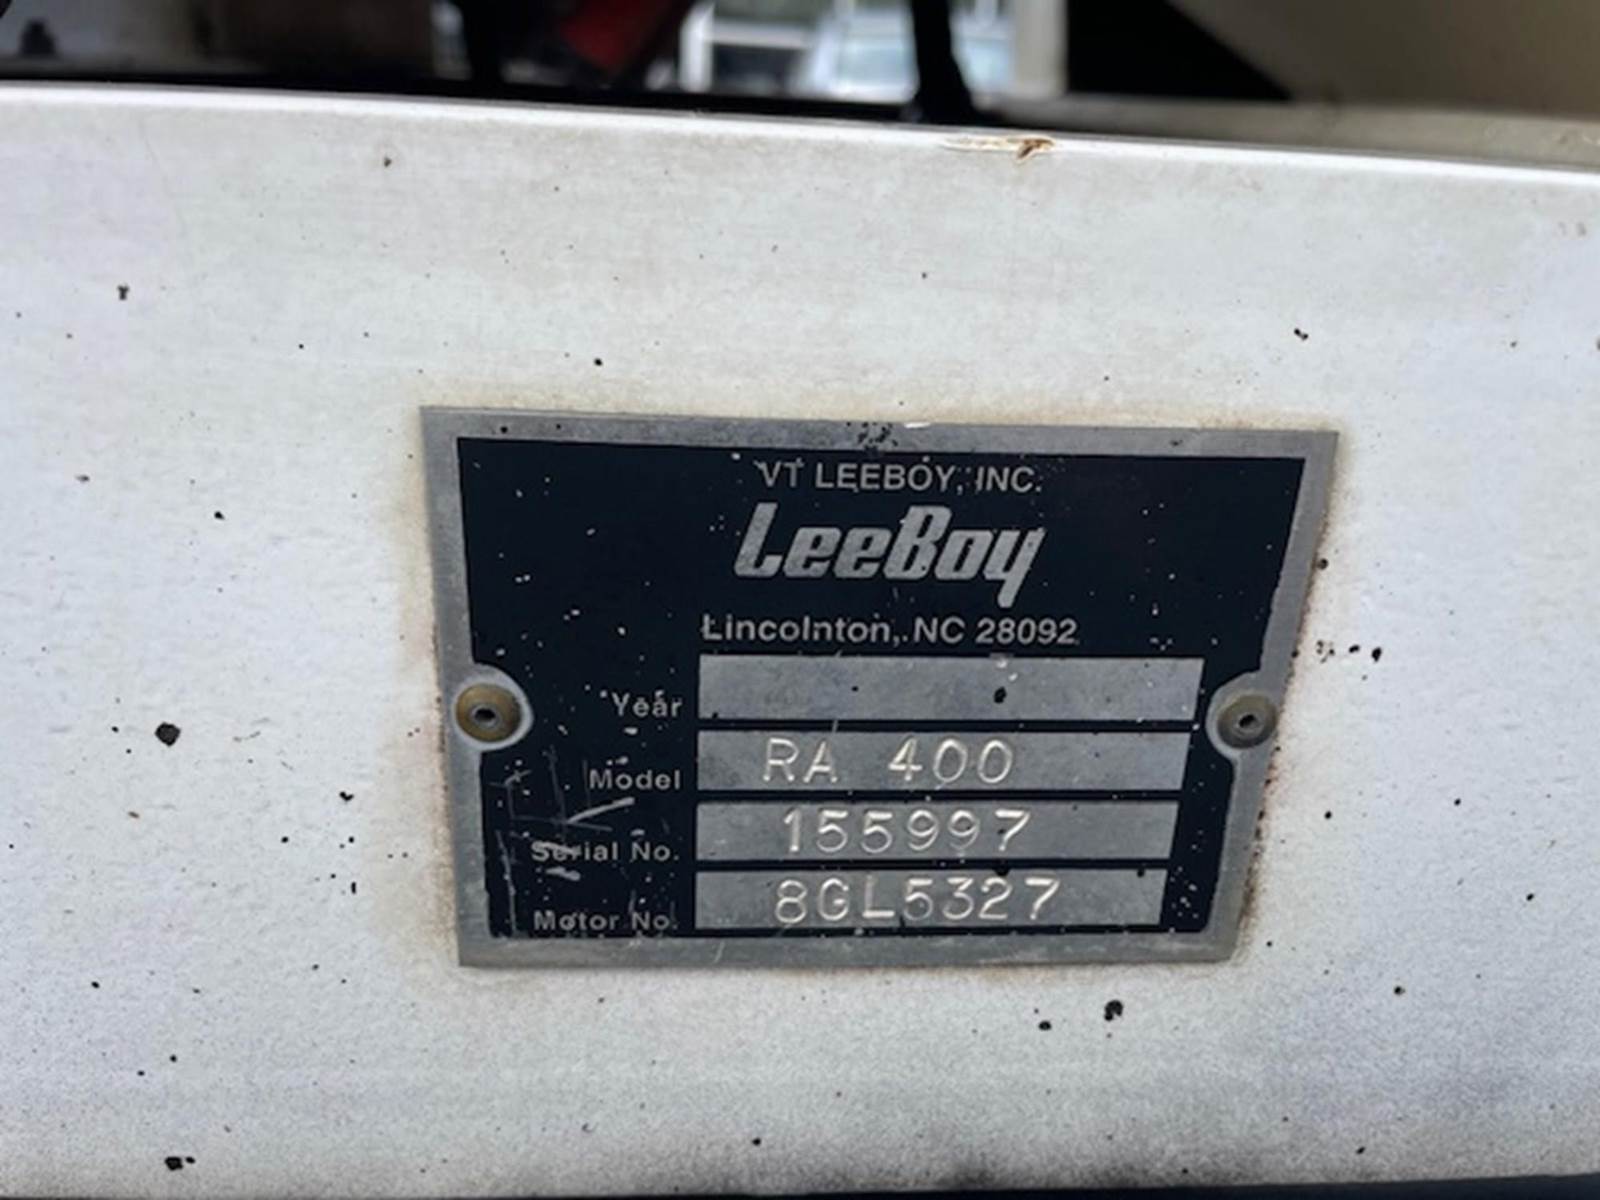 VT LEEBOY, INC.
LeeBoy
Lincolnton, NC 28092
Year
Model RA 400
Serial No. 155997
Motor No. 8GL5327